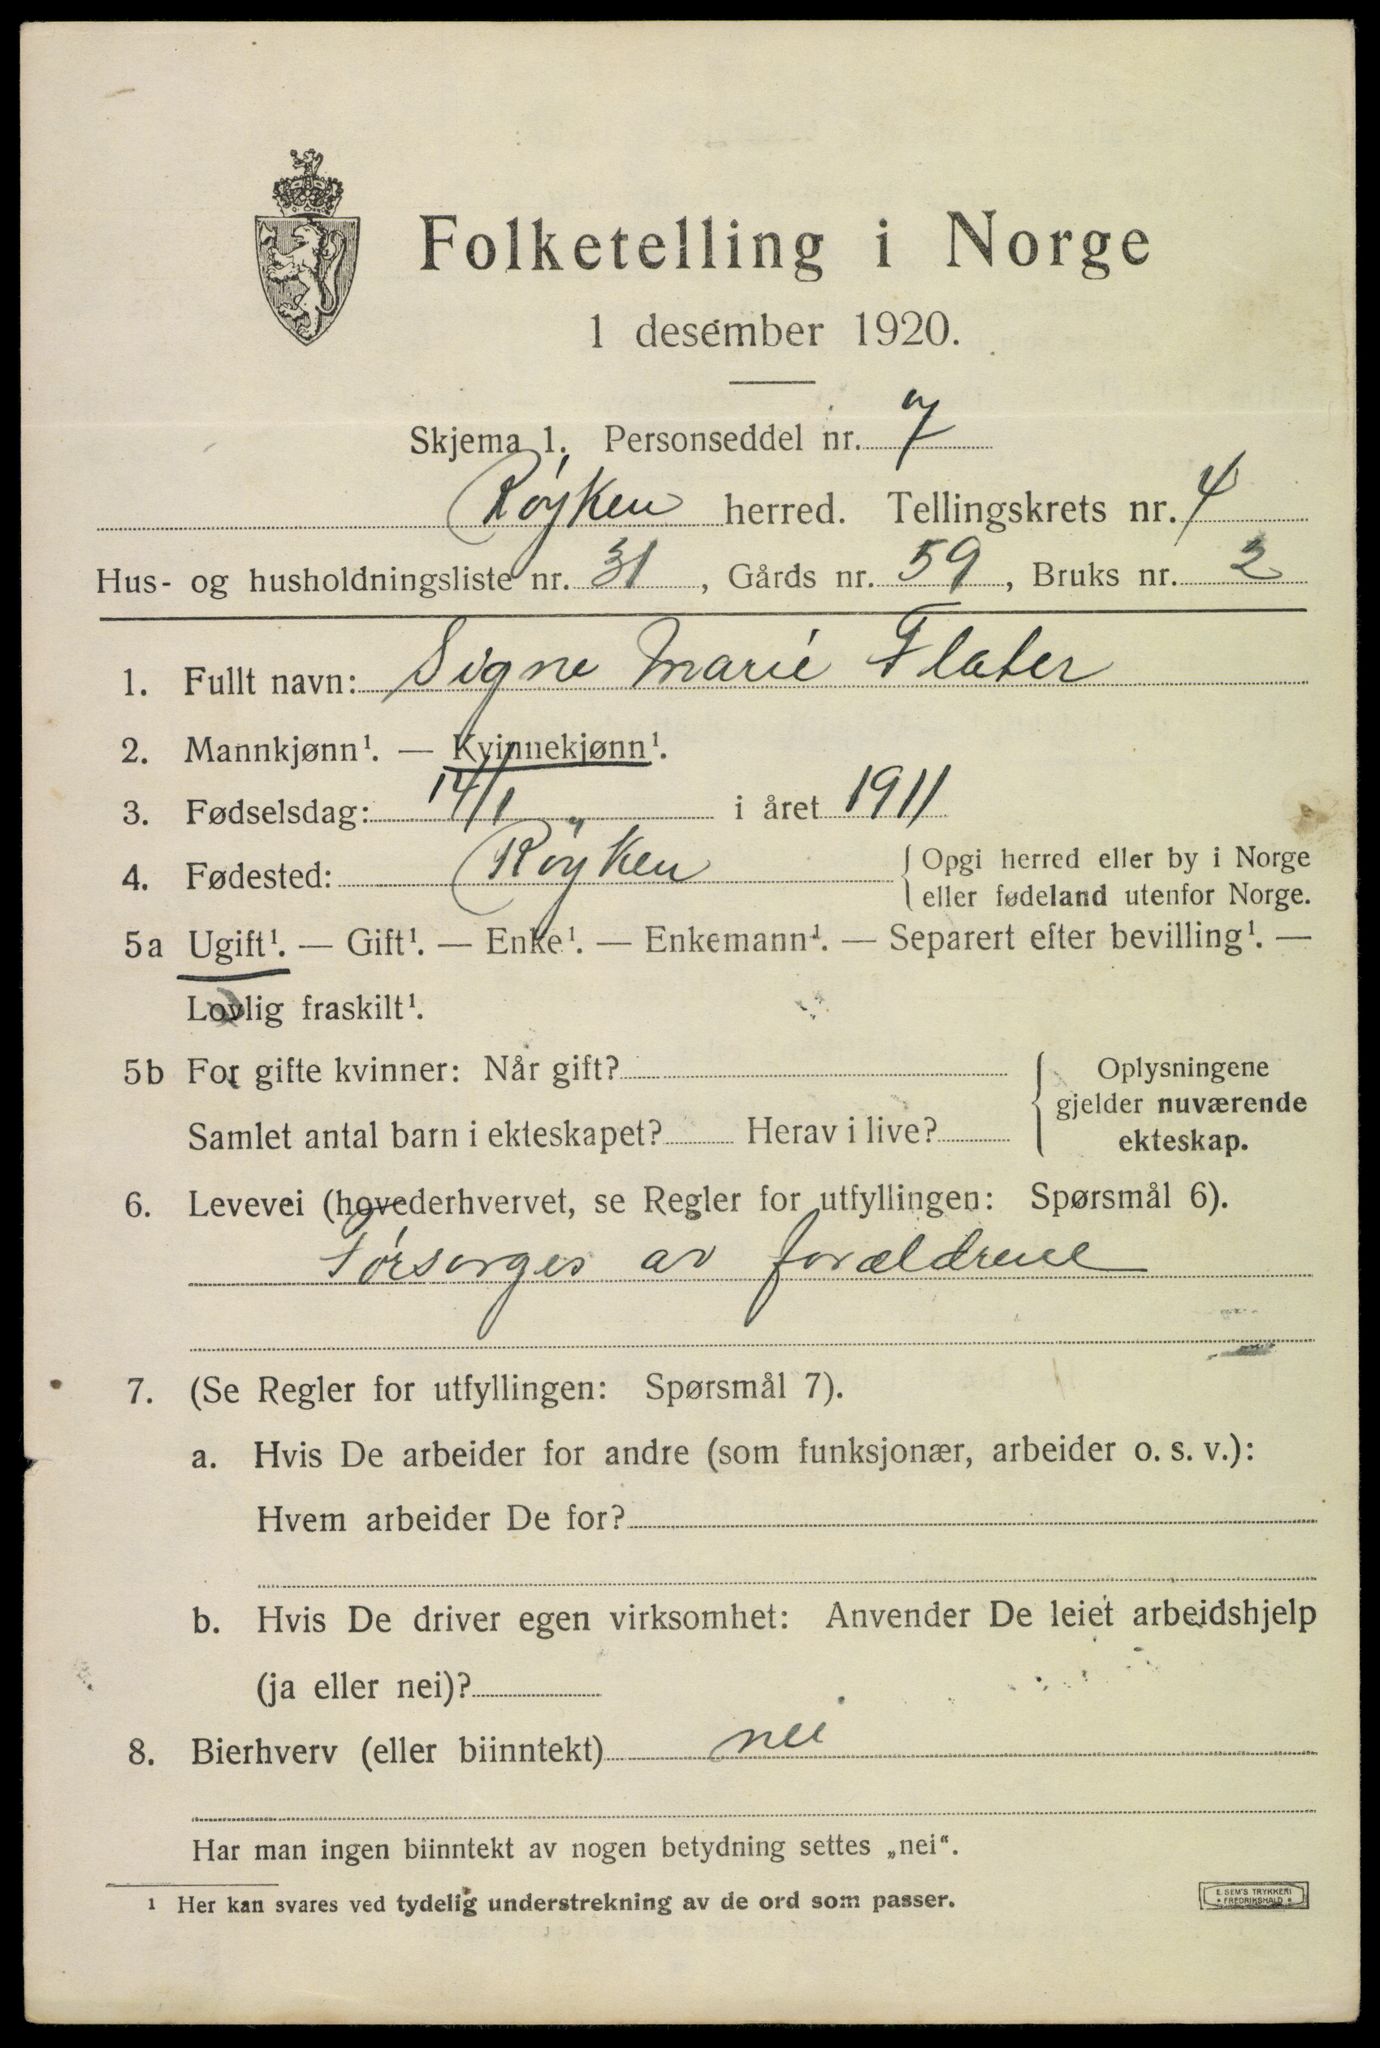 Folketelling i Norge
1 desember 1920.
Skjema 1. Personseddel nr. 7
Røyken herred. Tellingskrets nr. 4
Hus- og husholdningsliste nr. 31, Gårds nr. 59, Bruks nr. 2
1. Fullt navn: Signe Marie Flater
2. Mannkjønn¹. — Kvinnekjønn¹.
3. Fødselsdag: 14/1 i året 1911
4. Fødested: Røyken {Opgi herred eller by i Norge
eller fødeland utenfor Norge.
5a Ugift¹. — Gift¹. — Enke¹. — Enkemann¹. — Separert efter bevilling¹. —
Lovlig fraskilt¹.
5b For gifte kvinner: Når gift? { Oplysningene
gjelder nuværende
Samlet antal barn i ekteskapet? Herav i live? ekteskap.
6. Levevei (hovederhvervet, se Regler for utfyllingen: Spørsmål 6).
Førsorges av forældrene
7. (Se Regler for utfyllingen: Spørsmål 7).
a. Hvis De arbeider for andre (som funksjonær, arbeider o. s. v.):
Hvem arbeider De for?
b. Hvis De driver egen virksomhet: Anvender De leiet arbeidshjelp
(ja eller nei)?
8. Bierhverv (eller biinntekt) nei
Har man ingen biinntekt av nogen betydning settes „nei“.
1 Her kan svares ved tydelig understrekning av de ord som passer.
E. SEM'S TRYKKERI
* FREDRIKSHALD *